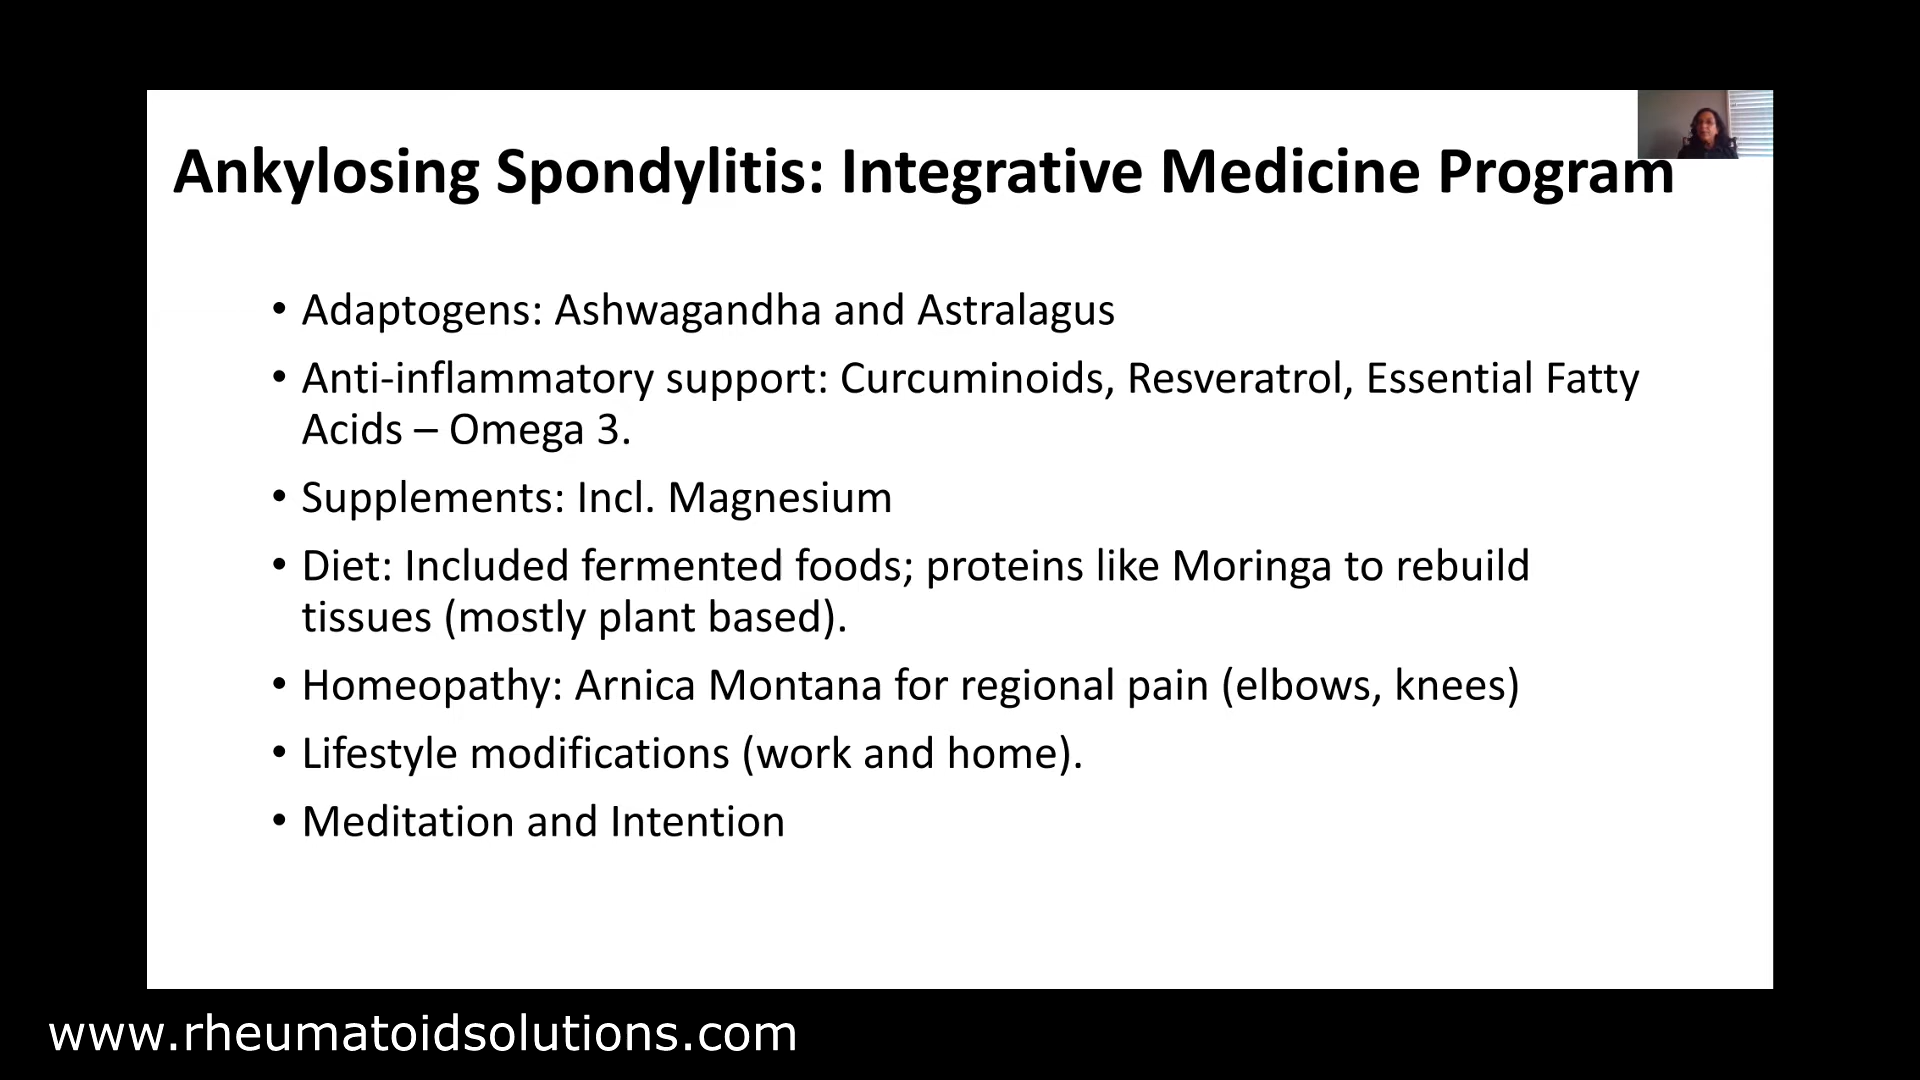 Ankylosing Spondylitis: Integrative Medicine Program
• Adaptogens: Ashwagandha and Astralagus
• Anti-inflammatory support: Curcuminoids, Resveratrol, Essential Fatty
Acids – Omega 3.
• Supplements: Incl. Magnesium
• Diet: Included fermented foods; proteins like Moringa to rebuild
tissues (mostly plant based).
• Homeopathy: Arnica Montana for regional pain (elbows, knees)
• Lifestyle modifications (work and home).
• Meditation and Intention
www.rheumatoidsolutions.com